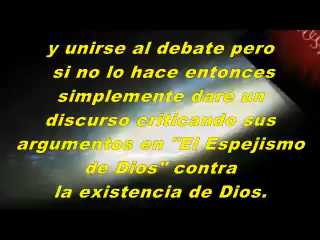 y unirse al debate pero
si no lo hace entonces
simplemente daré un
discurso criticando sus
argumentos en "El Espejismo
de Dios" contra
la existencia de Dios.